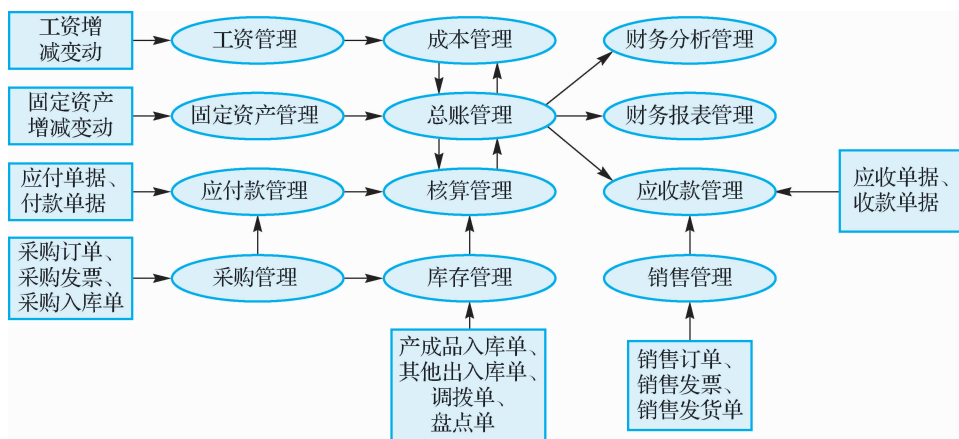 工资增
减变动
工资管理
成本管理
财务分析管理
固定资产
增减变动
固定资产管理
总账管理
财务报表管理
应付单据、
付款单据
应付款管理
核算管理
应收款管理
应收单据、
收款单据
采购订单、
采购发票、
采购入库单
采购管理
库存管理
销售管理
产成品入库单、
其他出入库单、
调拨单、
盘点单
销售订单、
销售发票、
销售发货单